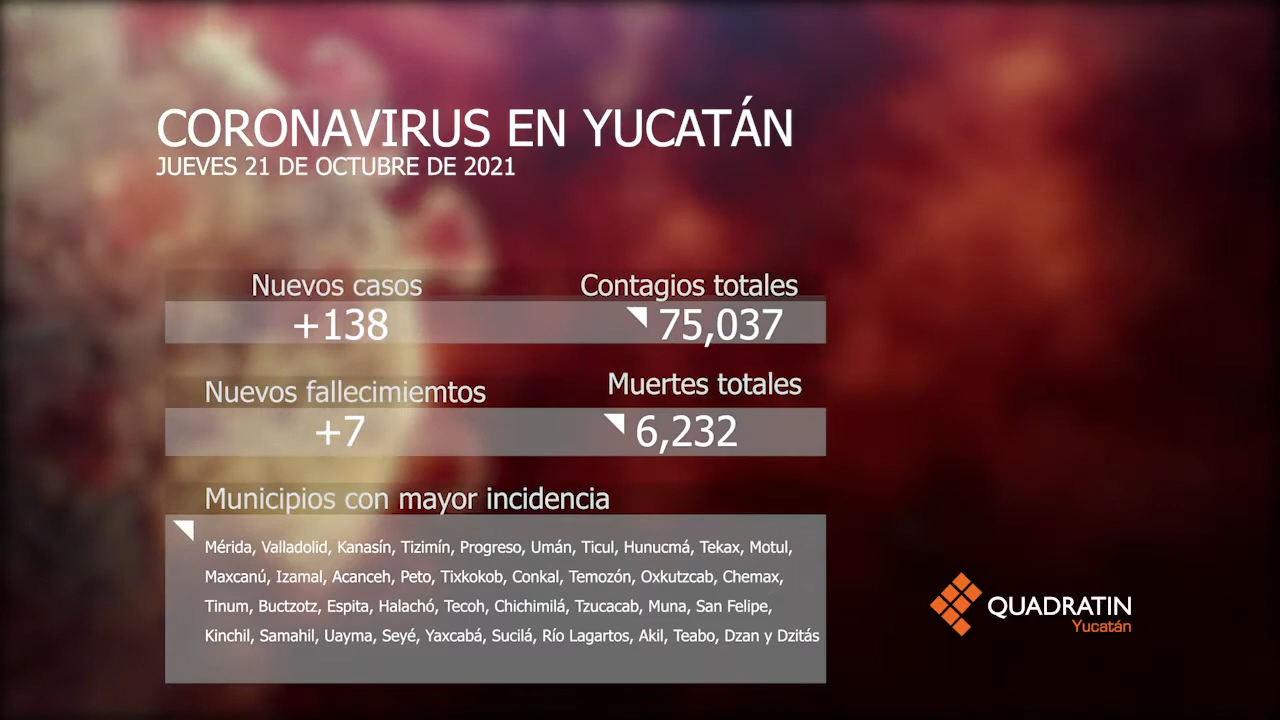 CORONAVIRUS EN YUCATÁN
JUEVES 21 DE OCTUBRE DE 2021
Nuevos casos
Contagios totales
+138
75,037
Nuevos fallecimiemtos
Muertes totales
+7
6,232
Municipios con mayor incidencia
Mérida, Valladolid, Kanasín, Tizimín, Progreso, Umán, Ticul, Hunucmá, Tekax, Motul,
Maxcanú, Izamal, Acanceh, Peto, Tixkokob, Conkal, Temozón, Oxkutzcab, Chemax,
Tinum, Buctzotz, Espita, Halachó, Tecoh, Chichimilá, Tzucacab, Muna, San Felipe,
Kinchil, Samahil, Uayma, Seyé, Yaxcabá, Sucilá, Río Lagartos, Akil, Teabo, Dzan y Dzitás
QUADRATIN
Yucatán